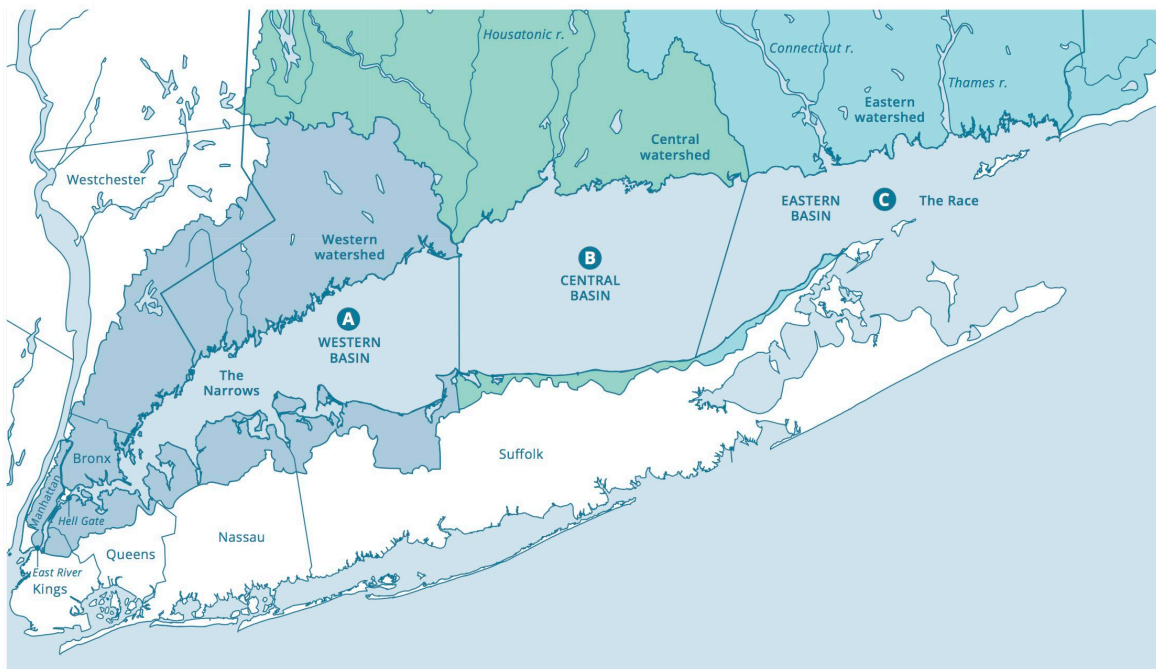 Housatonic r.
Connecticut r.
Thames r.
Eastern
watershed
Central
watershed
Westchester
EASTERN
BASIN
C
The Race
Western
watershed
B
CENTRAL
BASIN
A
WESTERN
BASIN
The
Narrows
Bronx
Suffolk
Manhattan
Hell Gate
Nassau
Queens
East River
Kings